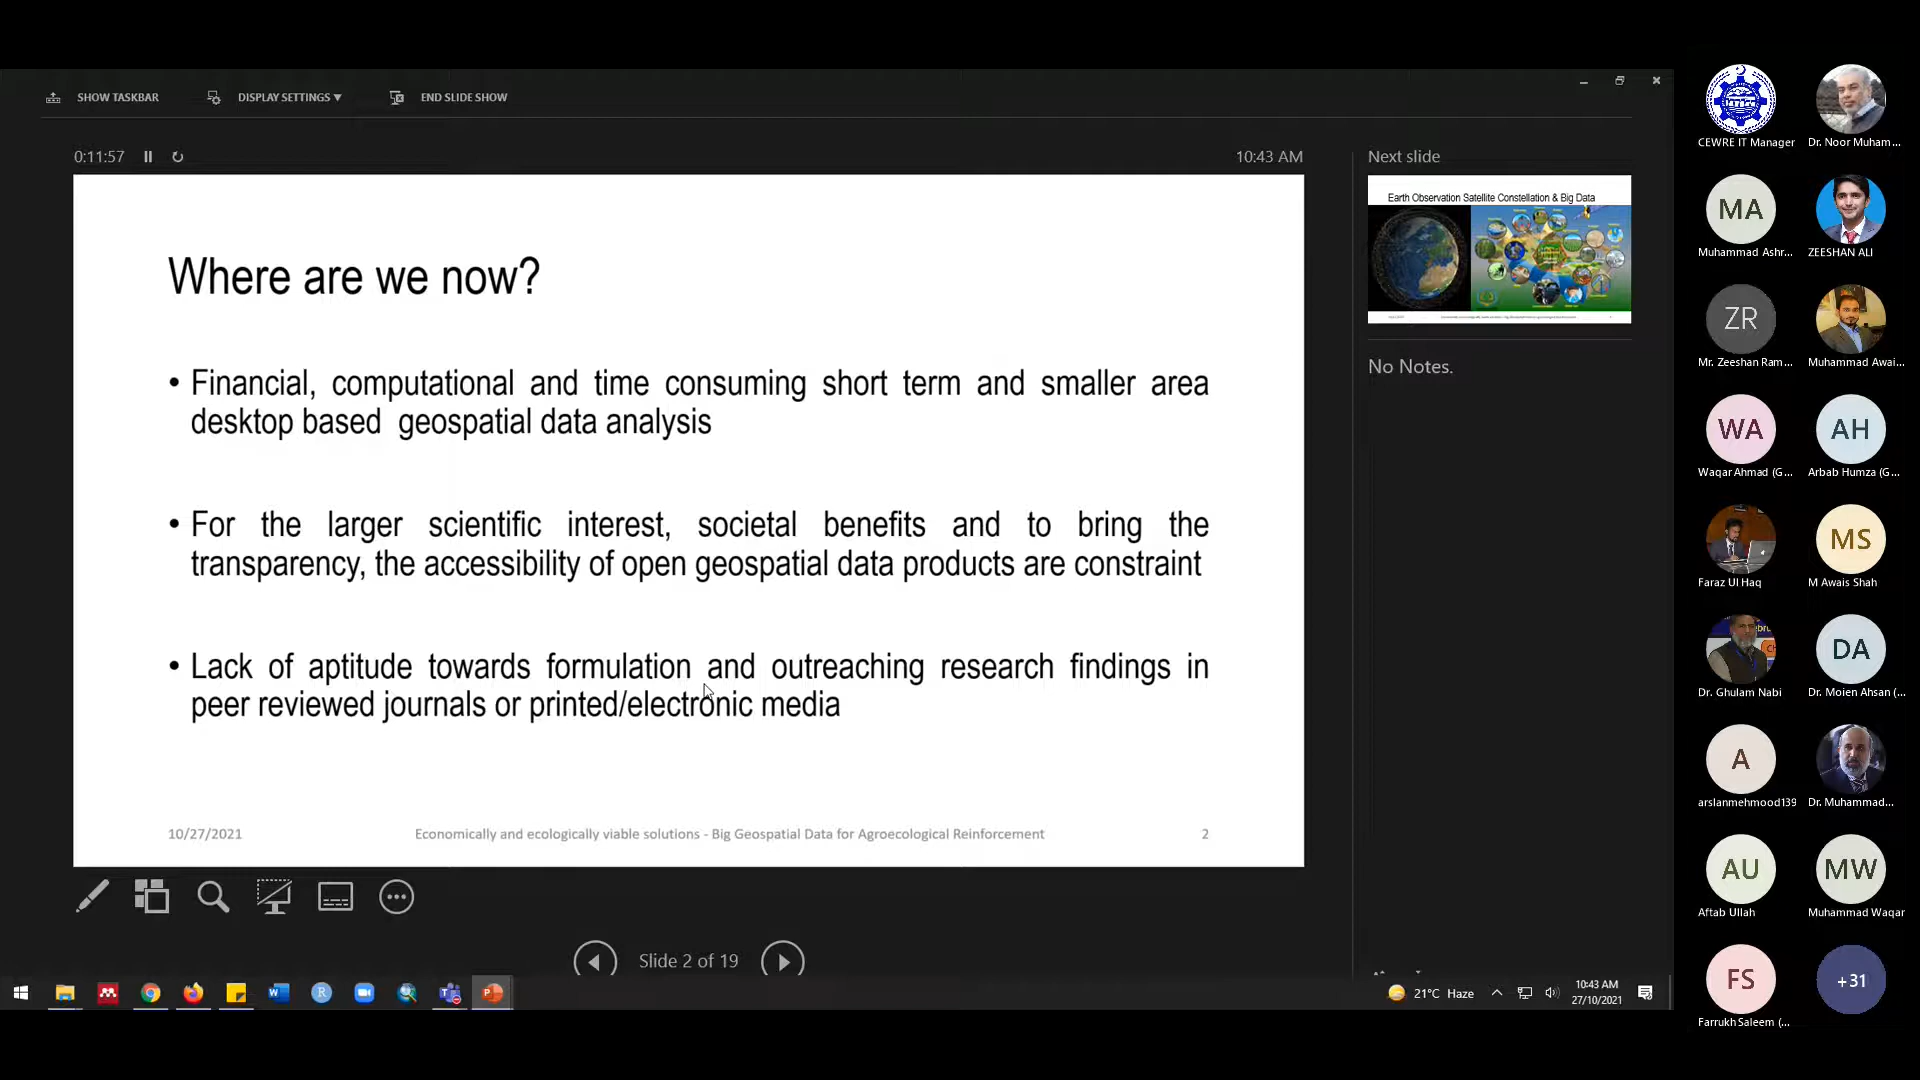 SHOW TASKBAR
DISPLAY SETTINGS ▾
END SLIDE SHOW
0:11:57
10:43 AM
Where are we now?
• Financial, computational and time consuming short term and smaller area
desktop based geospatial data analysis
• For the larger scientific interest, societal benefits and to bring the
transparency, the accessibility of open geospatial data products are constraint
• Lack of aptitude towards formulation and outreaching research findings in
peer reviewed journals or printed/electronic media
10/27/2021
Economically and ecologically viable solutions - Big Geospatial Data for Agroecological Reinforcement
2
Slide 2 of 19
Next slide
Earth Observation Satellite Constellation & Big Data
No Notes.
21°C Haze
10:43 AM
27/10/2021
CEWRE IT Manager
Dr. Noor Muham...
MA
Muhammad Ashr...
ZEESHAN ALI
ZR
Mr. Zeeshan Ram...
Muhammad Awai...
WA
Waqar Ahmad (G...
AH
Arbab Humza (G...
Faraz Ul Haq
MS
M Awais Shah
Dr. Ghulam Nabi
DA
Dr. Moien Ahsan (...
A
arslanmehmood139
Dr. Muhammad...
AU
Aftab Ullah
MW
Muhammad Waqar
FS
Farrukh Saleem (...
+31